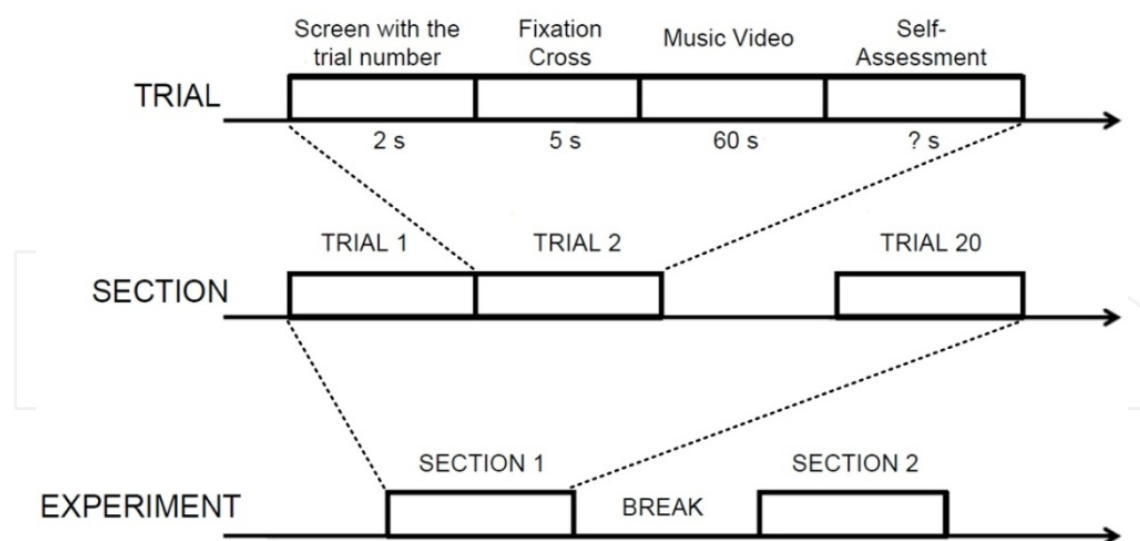 Screen with the
trial number
Fixation
Cross
Music Video
Self-
Assessment
TRIAL
2 s
5 s
60 s
? s
TRIAL 1
TRIAL 2
TRIAL 20
SECTION
SECTION 1
SECTION 2
EXPERIMENT
BREAK